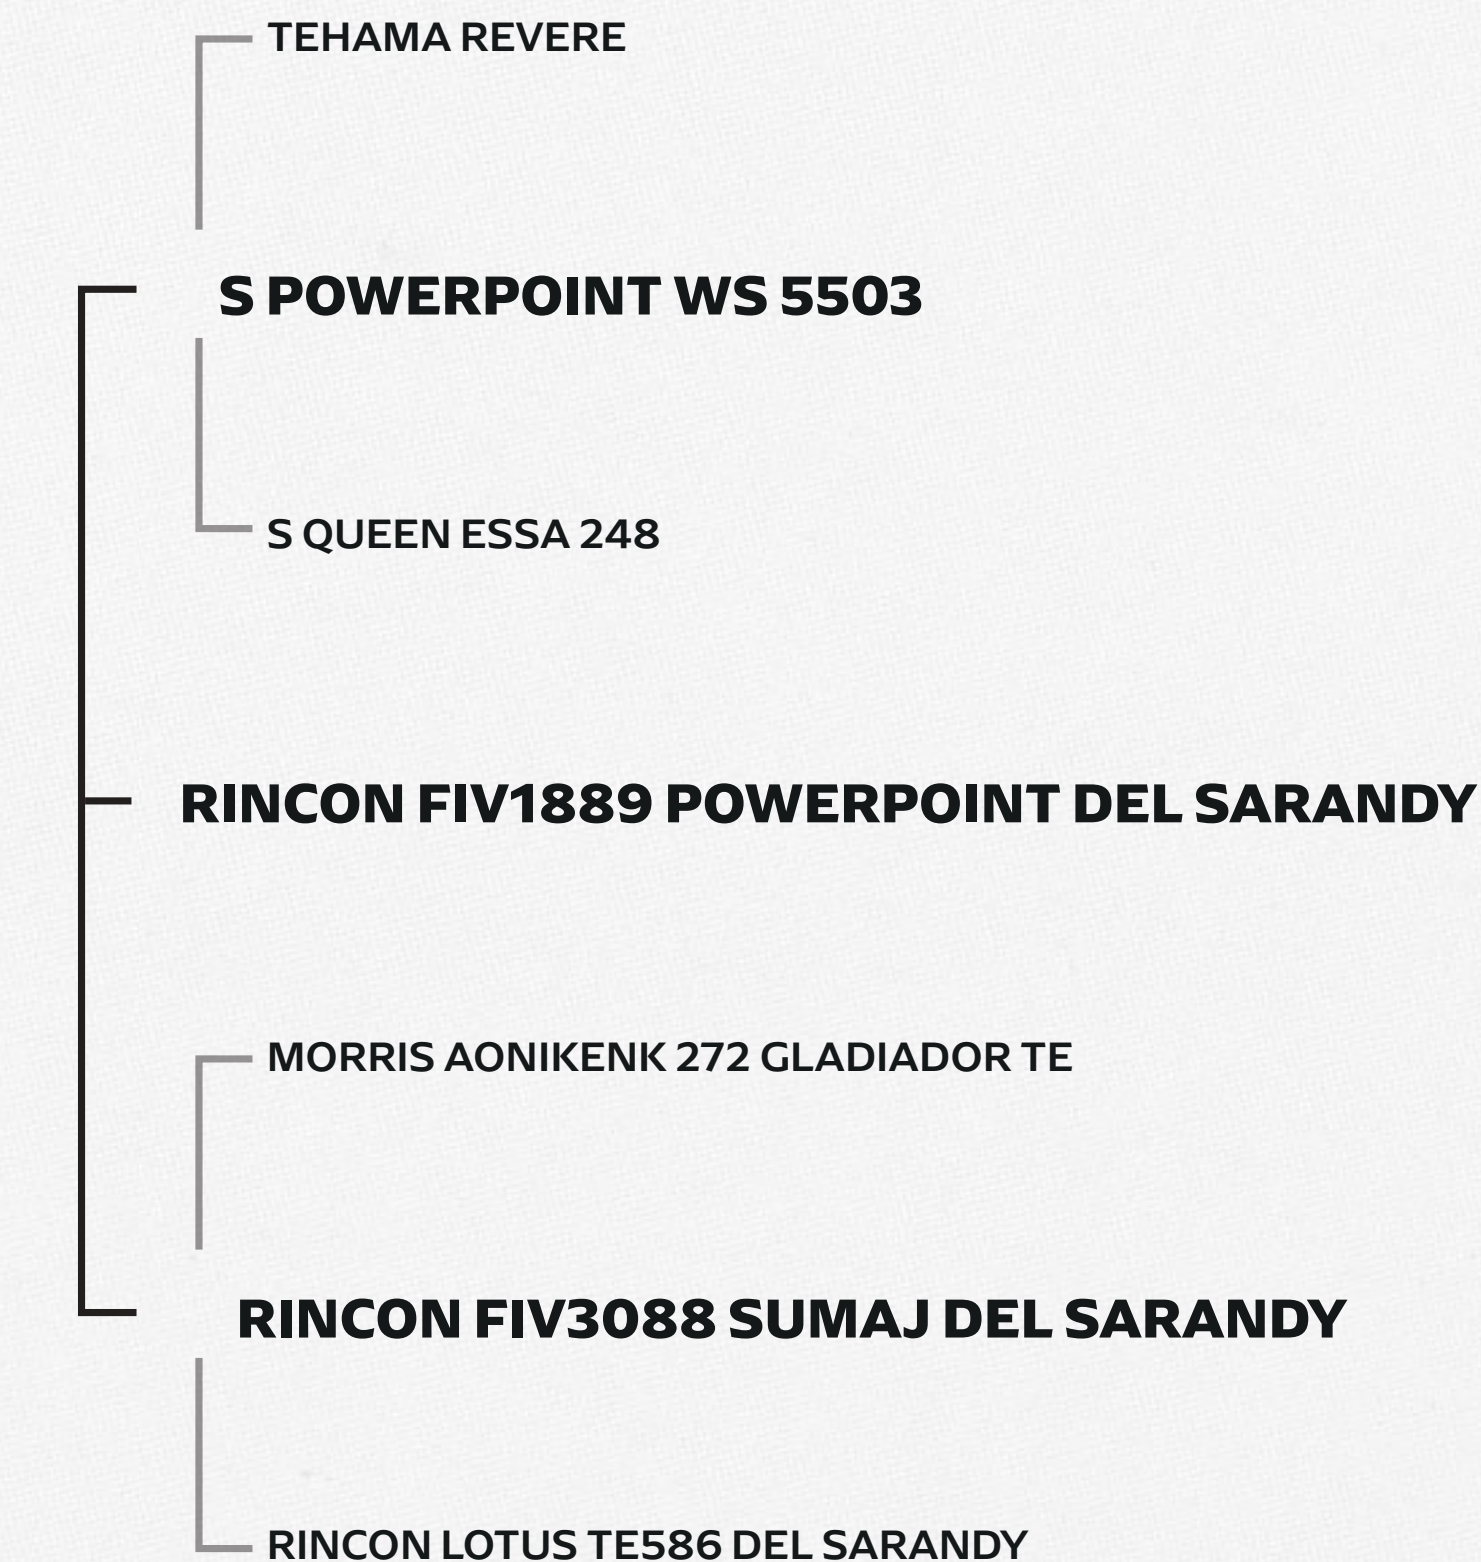 TEHAMA REVERE
S POWERPOINT WS 5503
S QUEEN ESSA 248
RINCON FIV1889 POWERPOINT DEL SARANDY
MORRIS AONIKENK 272 GLADIADOR TE
RINCON FIV3088 SUMAJ DEL SARANDY
RINCON LOTUS TE586 DEL SARANDY